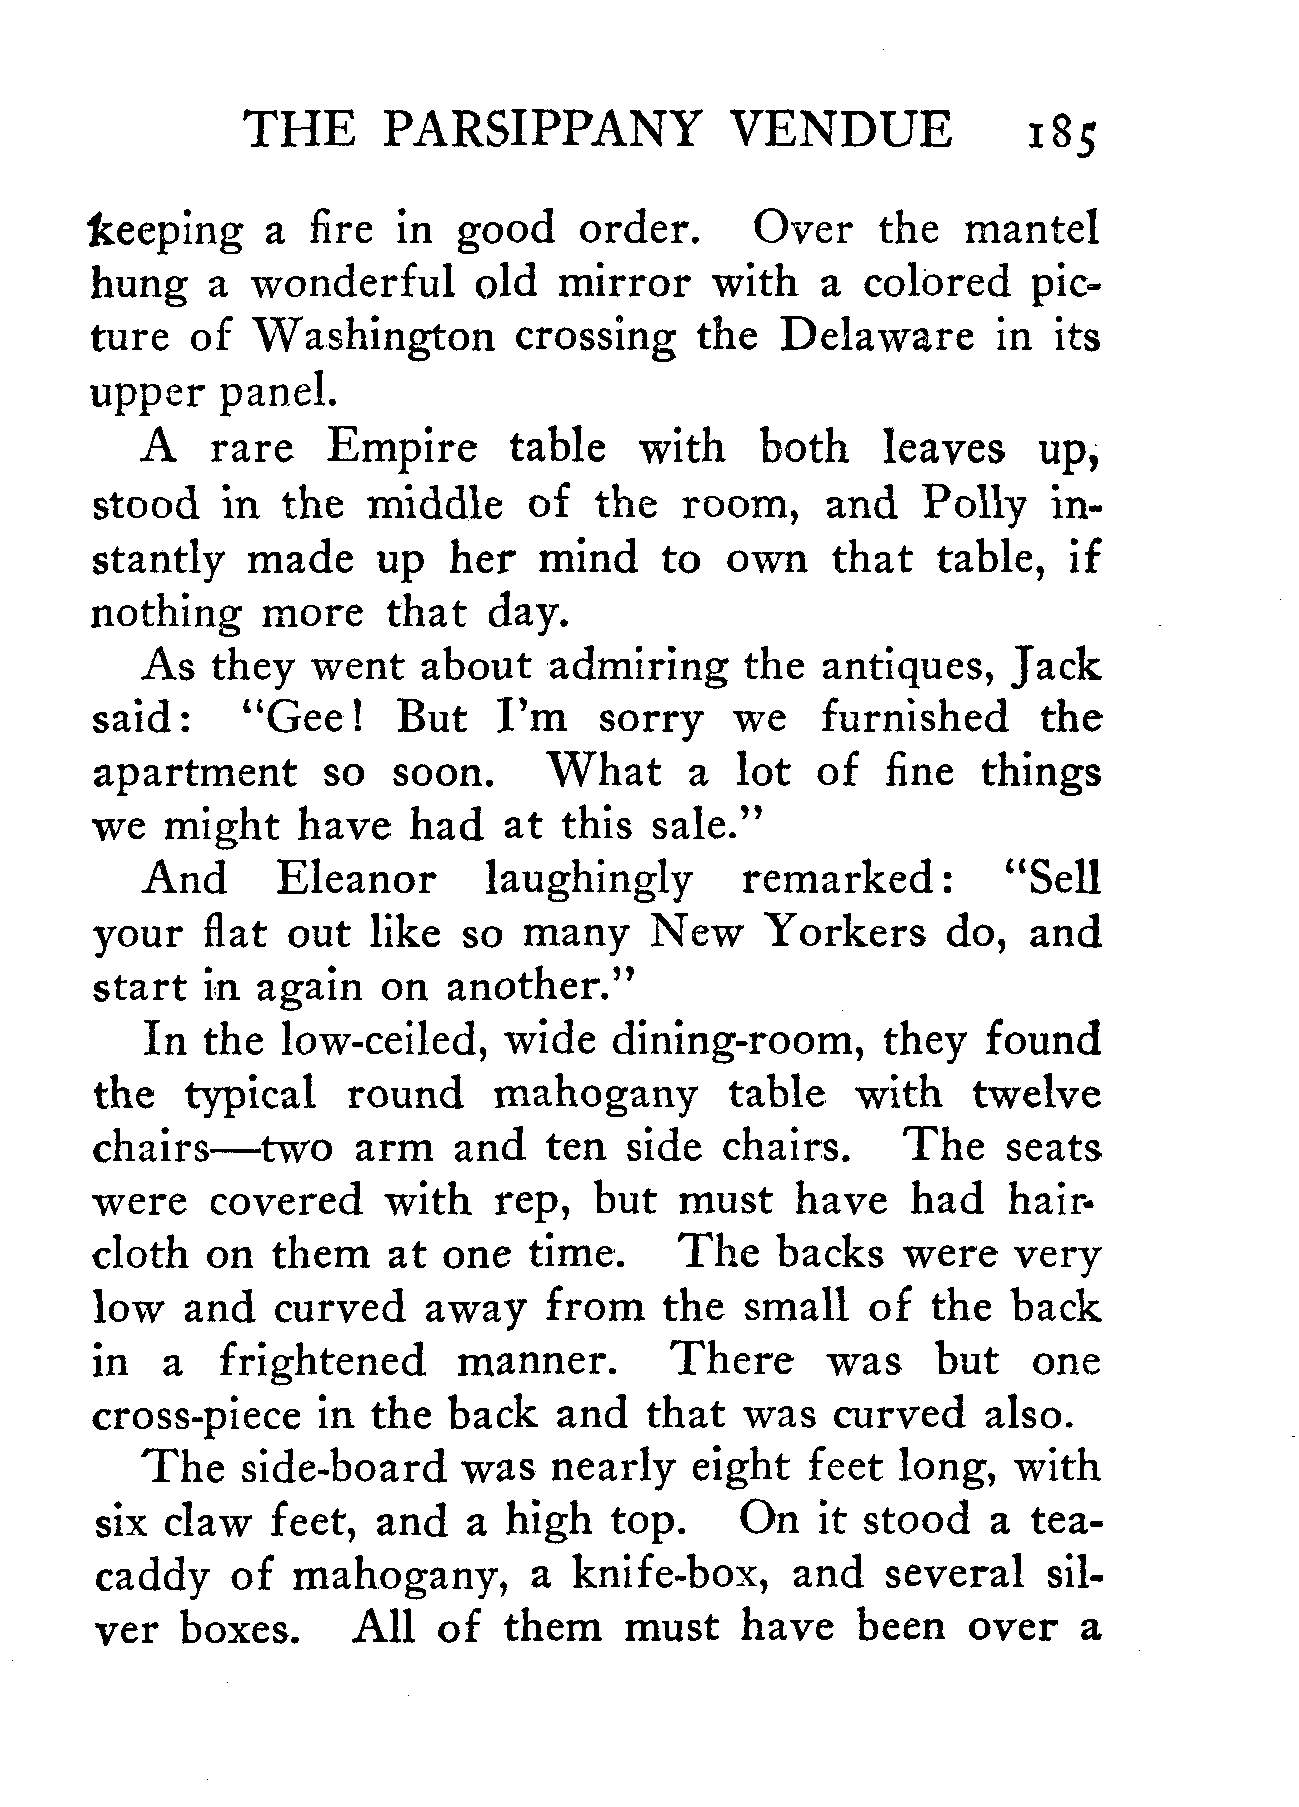 THE PARSIPPANY VENDUE 185
keeping a fire in good order. Over the mantel
hung a wonderful old mirror with a colored pic-
ture of Washington crossing the Delaware in its
upper panel.
A rare Empire table with both leaves up,
stood in the middle of the room, and Polly in-
stantly made up her mind to own that table, if
nothing more that day.
As they went about admiring the antiques, Jack
said: "Gee! But I'm sorry we furnished the
apartment so soon. What a lot of fine things
we might have had at this sale."
And Eleanor laughingly remarked: "Sell
your flat out like so many New Yorkers do, and
start in again on another."
In the low-ceiled, wide dining-room, they found
the typical round mahogany table with twelve
chairs—two arm and ten side chairs. The seats
were covered with rep, but must have had hair-
cloth on them at one time. The backs were very
low and curved away from the small of the back
in a frightened manner. There was but one
cross-piece in the back and that was curved also.
The side-board was nearly eight feet long, with
six claw feet, and a high top. On it stood a tea-
caddy of mahogany, a knife-box, and several sil-
ver boxes. All of them must have been over a